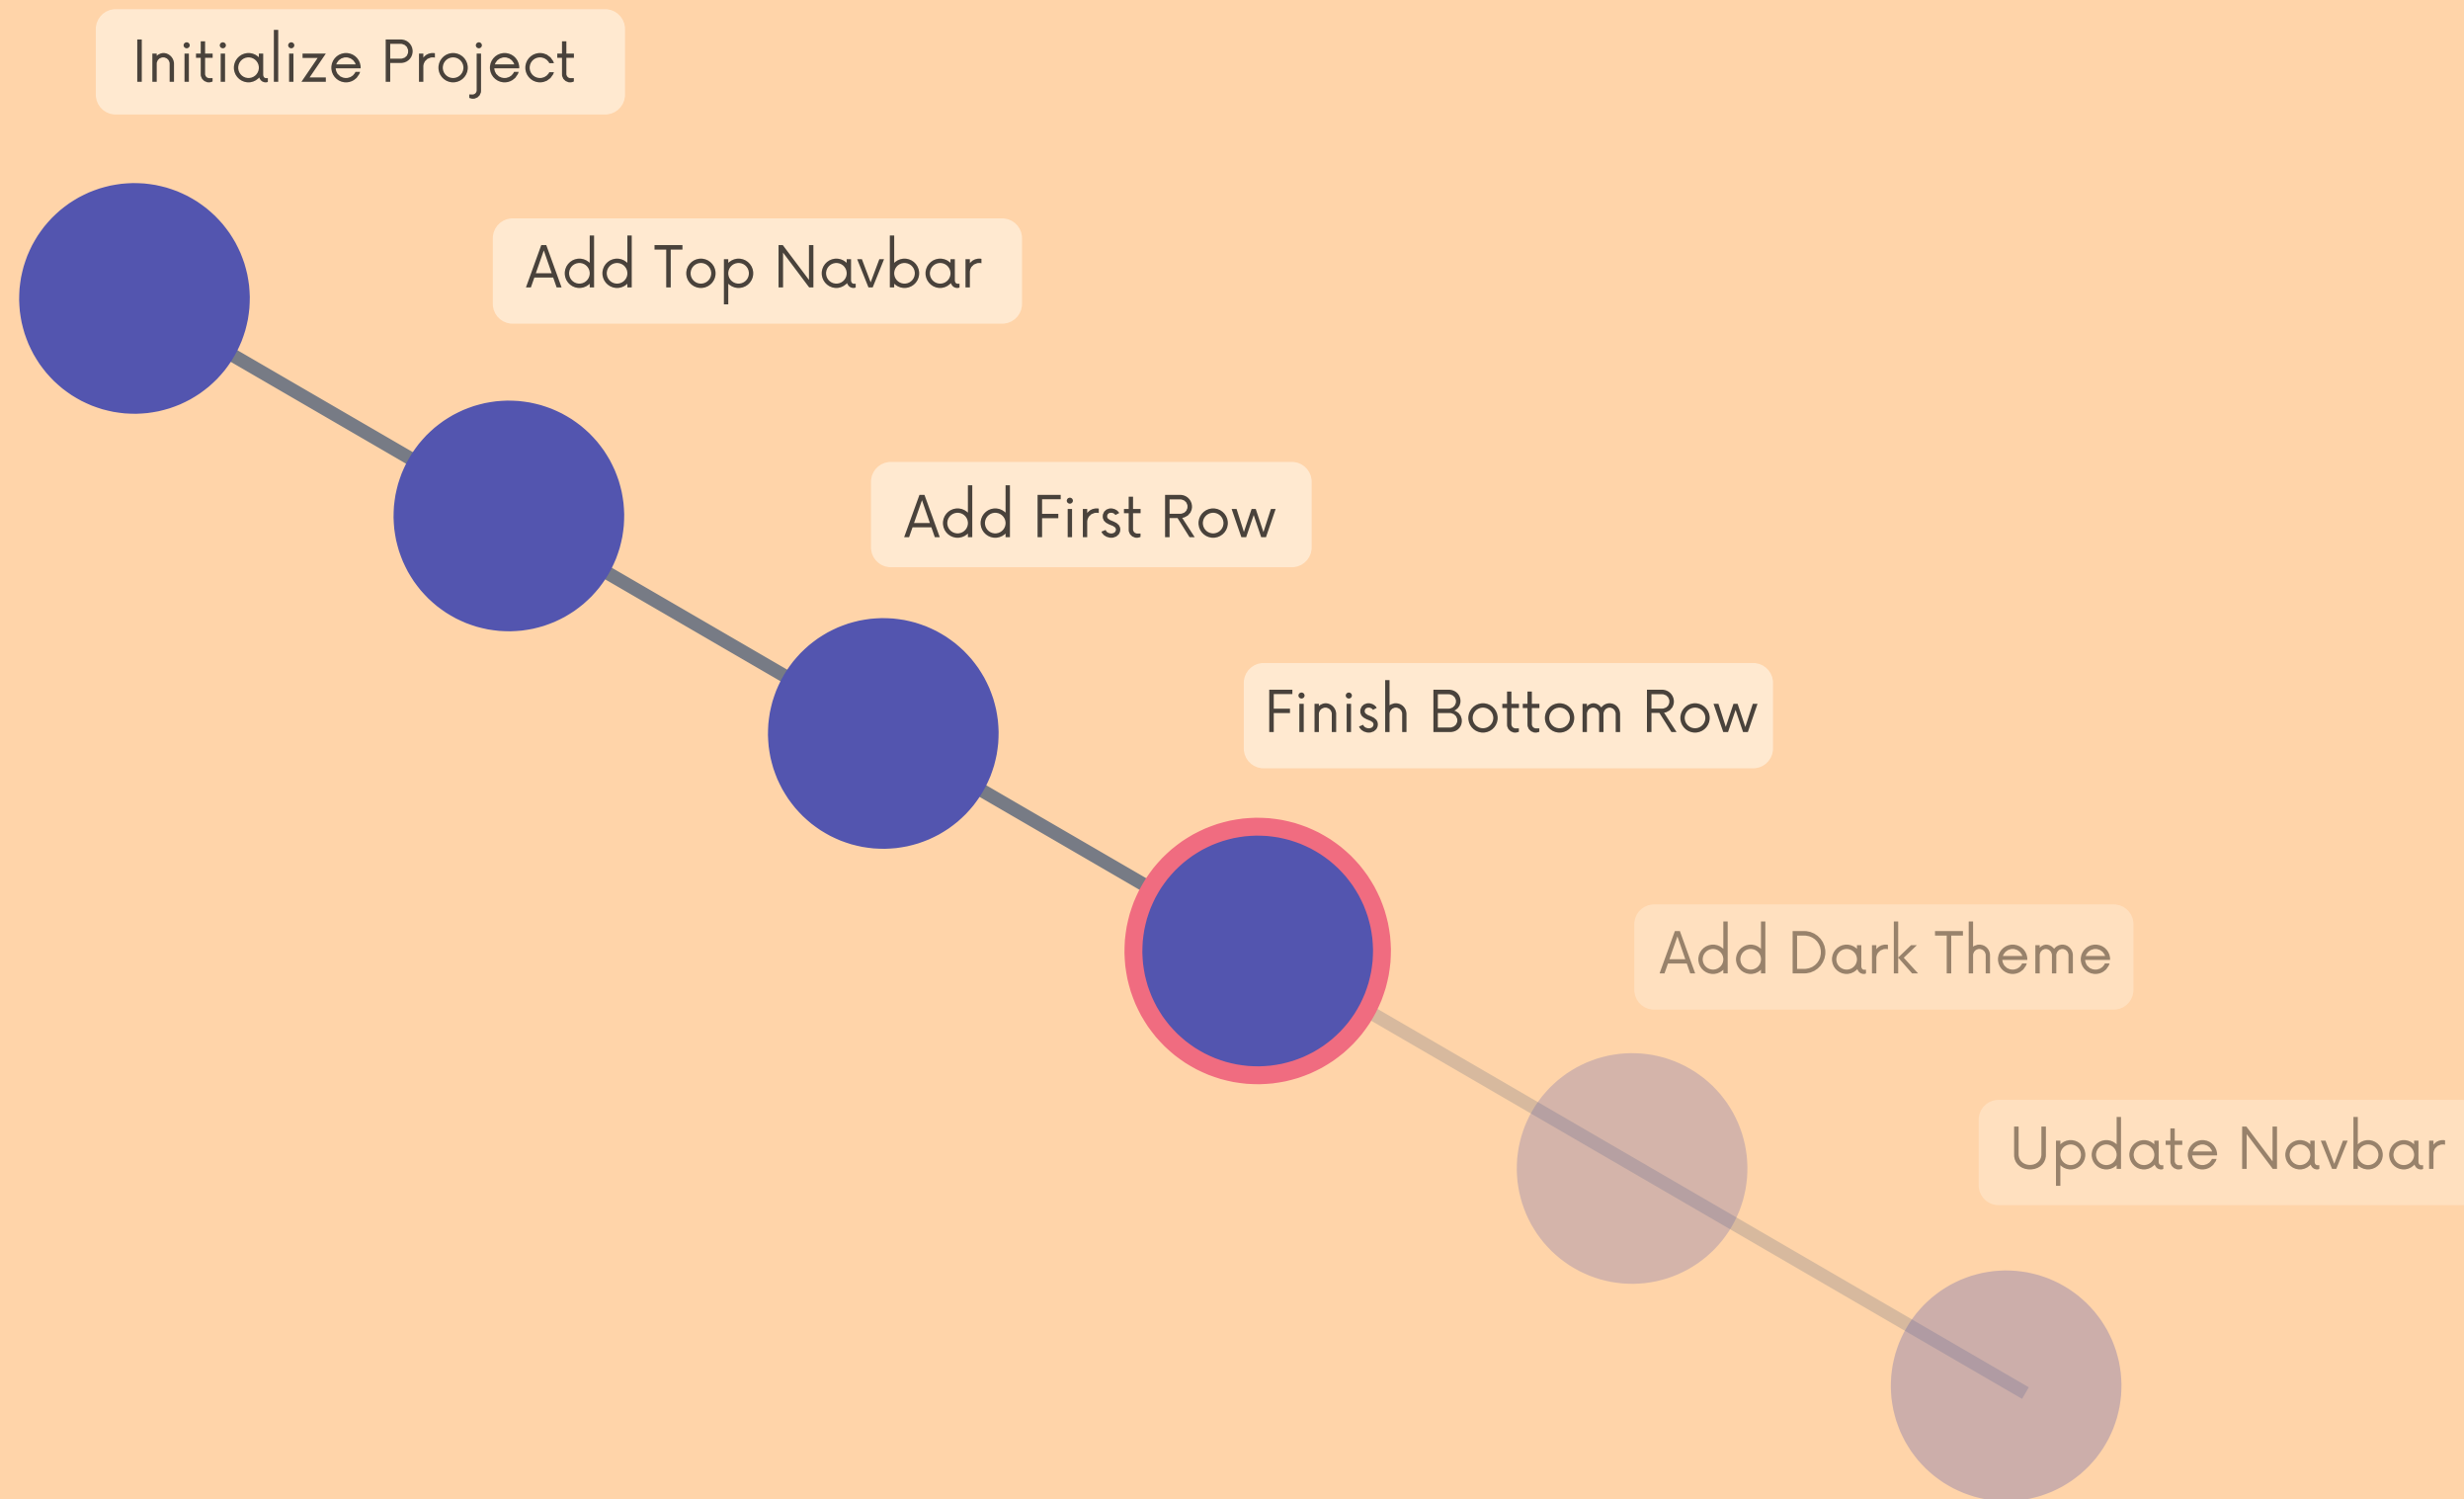 Initialize Project
Add Top Navbar
Add First Row
Finish Bottom Row
Add Dark Theme
Update Navbar